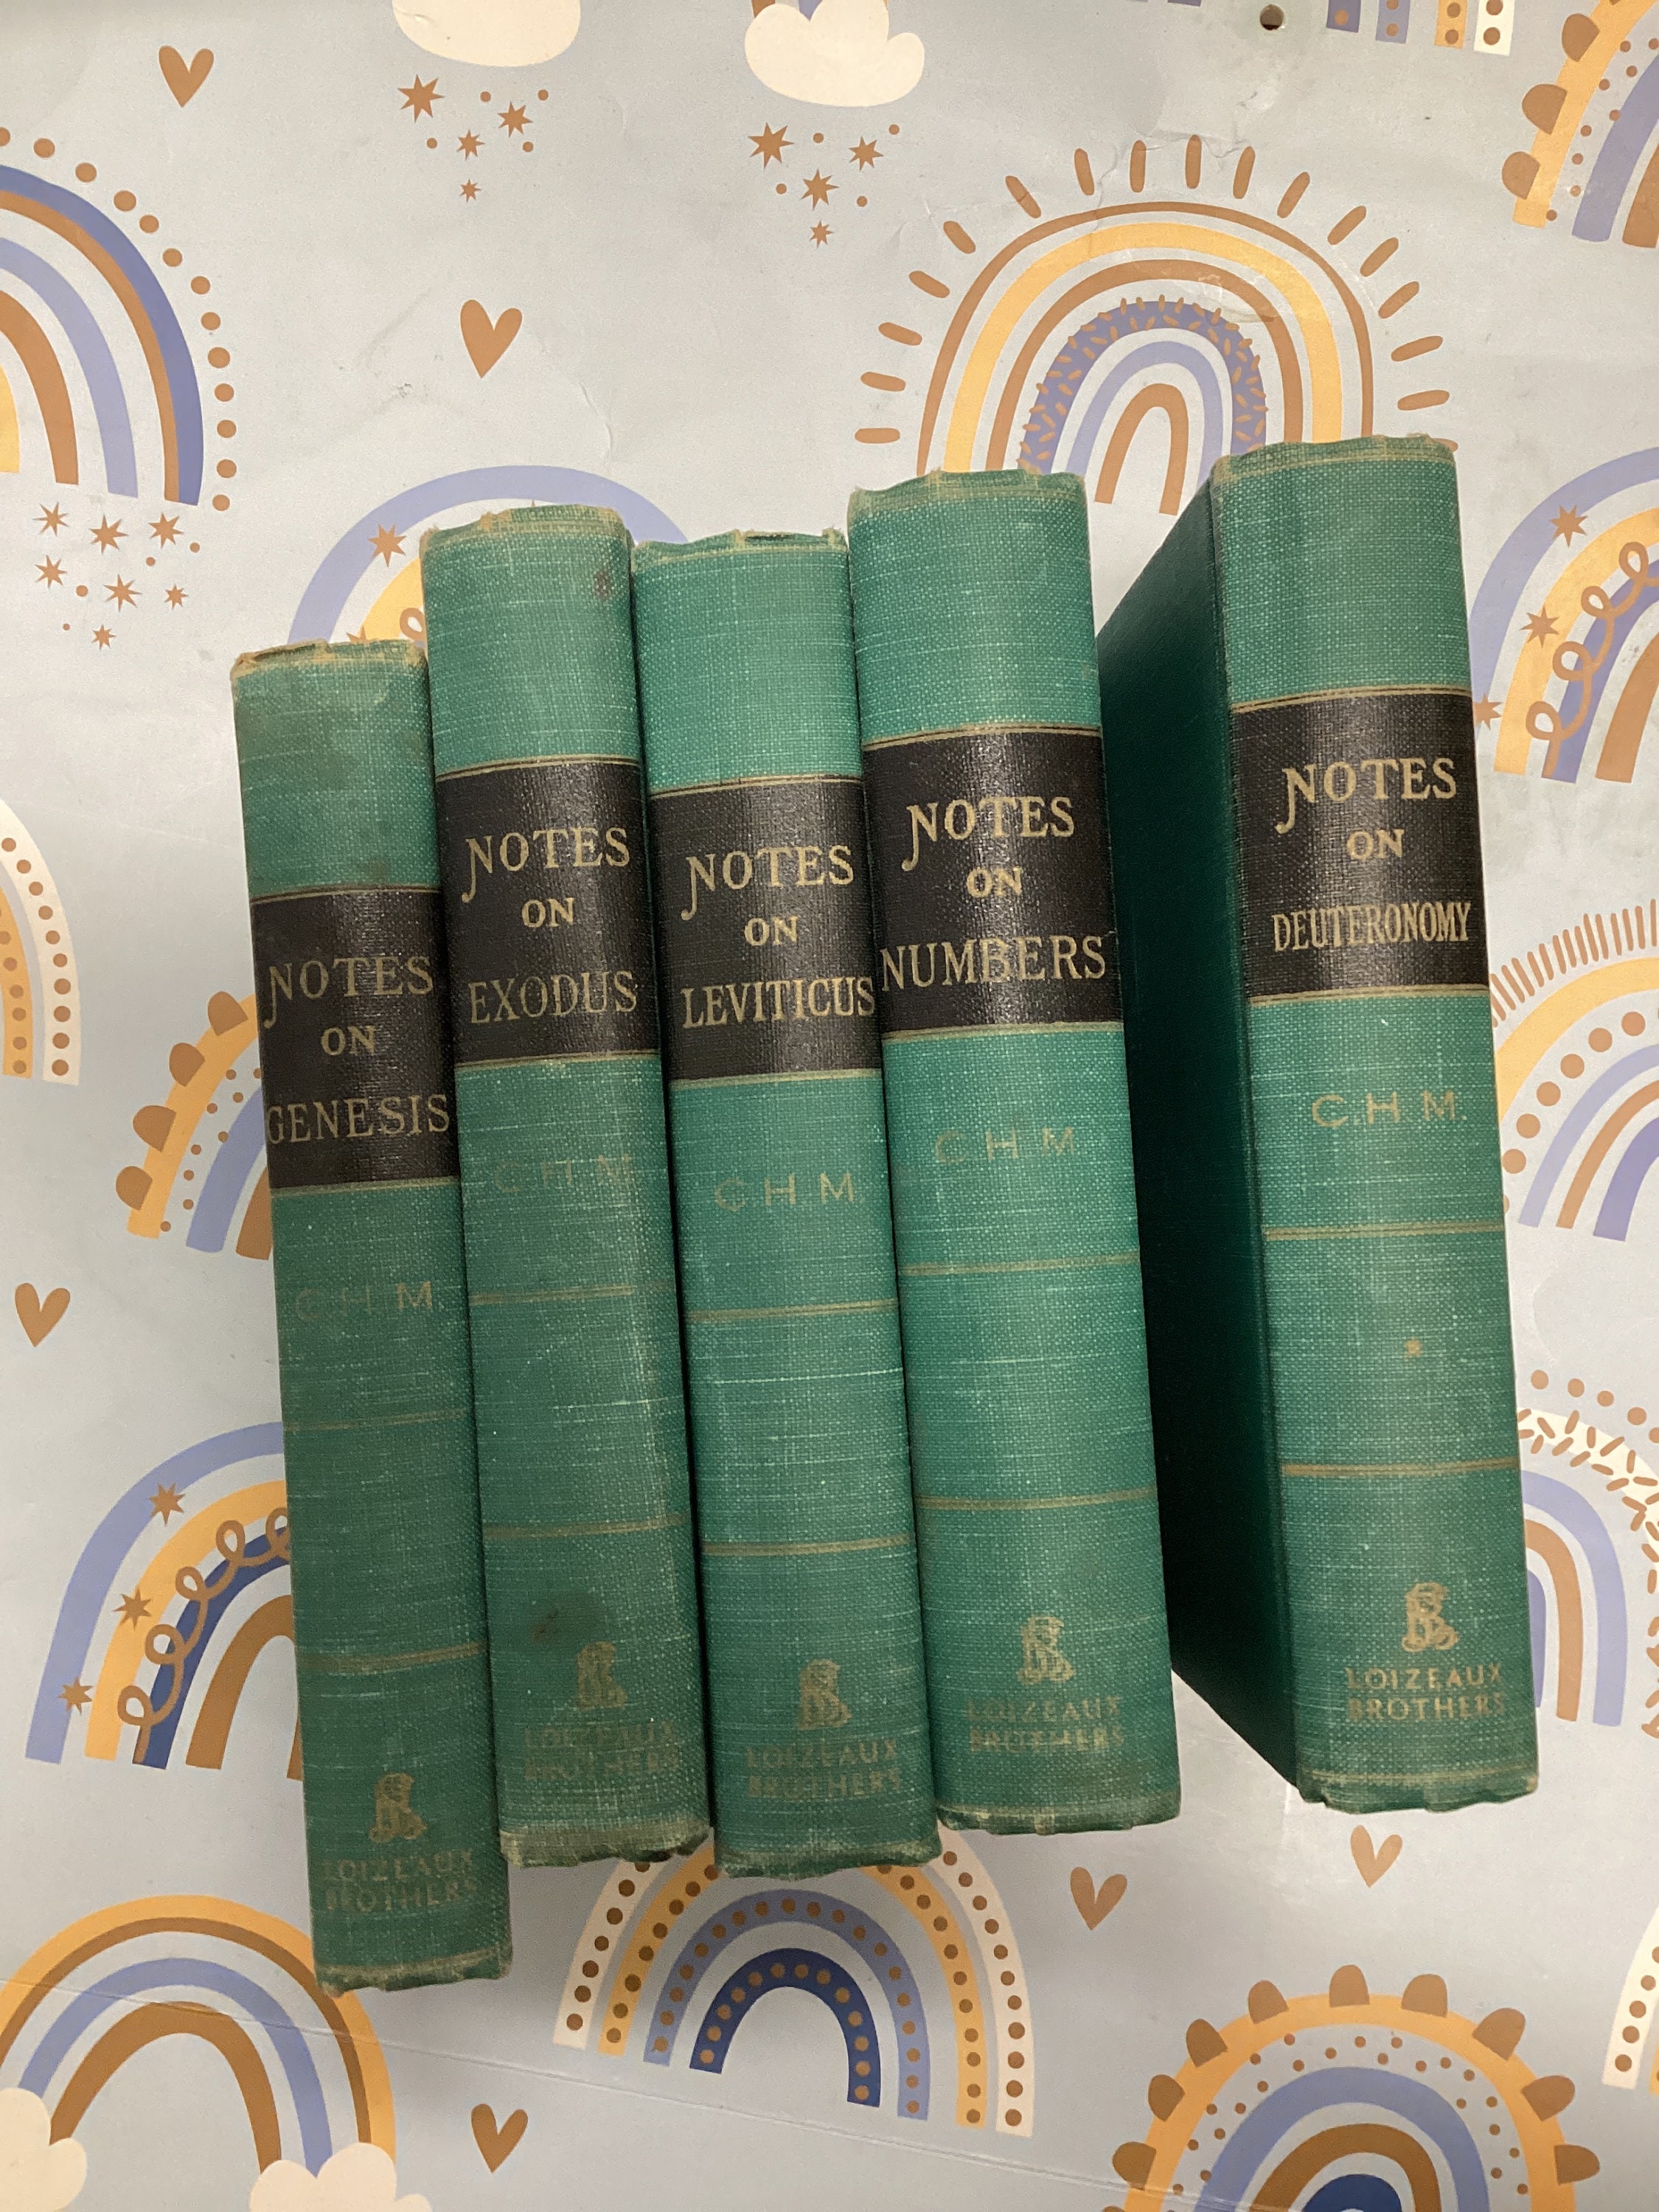 NOTES
ON
GENESIS
C.H.M.
LOIZEAUX
BROTHERS
NOTES
ON
EXODUS
C.H.M.
LOIZEAUX
BROTHERS
NOTES
ON
LEVITICUS
C.H.M.
LOIZEAUX
BROTHERS
NOTES
ON
NUMBERS
C.H.M.
LOIZEAUX
BROTHERS
NOTES
ON
DEUTERONOMY
C.H.M.
LOIZEAUX
BROTHERS